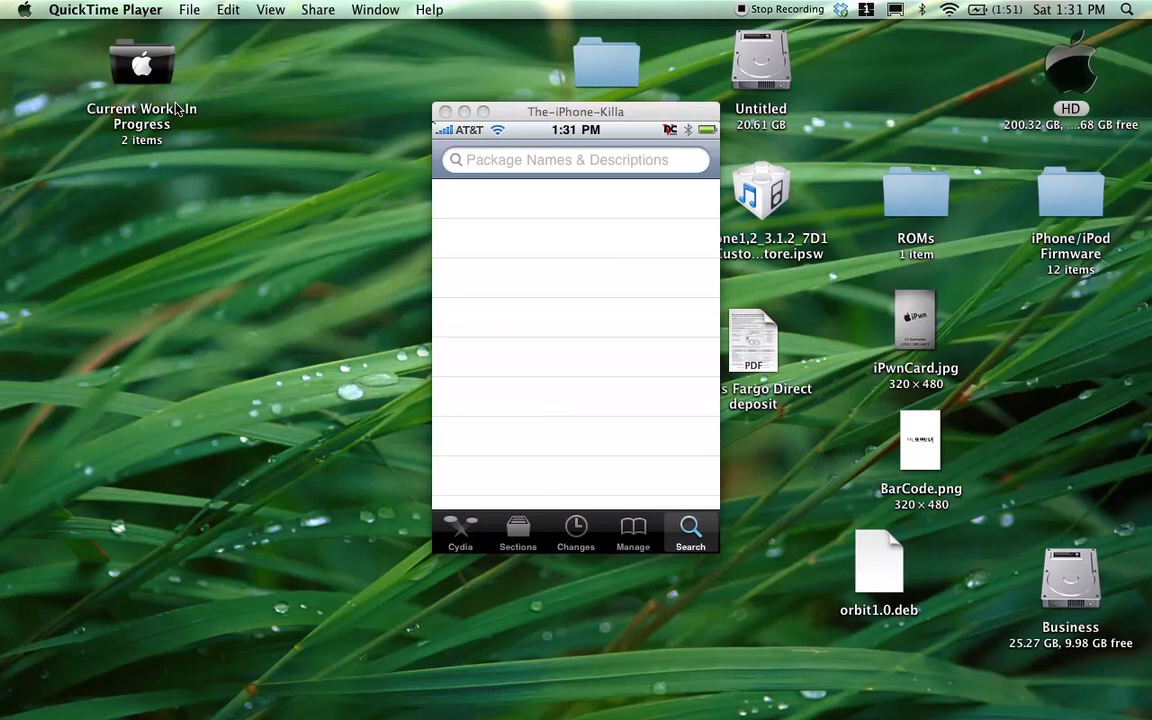 QuickTime Player File Edit View Share Window Help
Stop Recording 1 (1:51) Sat 1:31 PM
Current Work In
Progress
2 items
Untitled
20.61 GB
HD
200.32 GB, ....68 GB free
The-iPhone-Killa
AT&T 1:31 PM
Package Names & Descriptions
one1,2_3.1.2_7D1
Custo...tore.ipsw
ROMs
1 item
iPhone/iPod
Firmware
12 items
iPwn
iPwnCard.jpg
320 × 480
PDF
s Fargo Direct
deposit
BarCode.png
320 × 480
Cydia Sections Changes Manage Search
orbit1.0.deb
Business
25.27 GB, 9.98 GB free